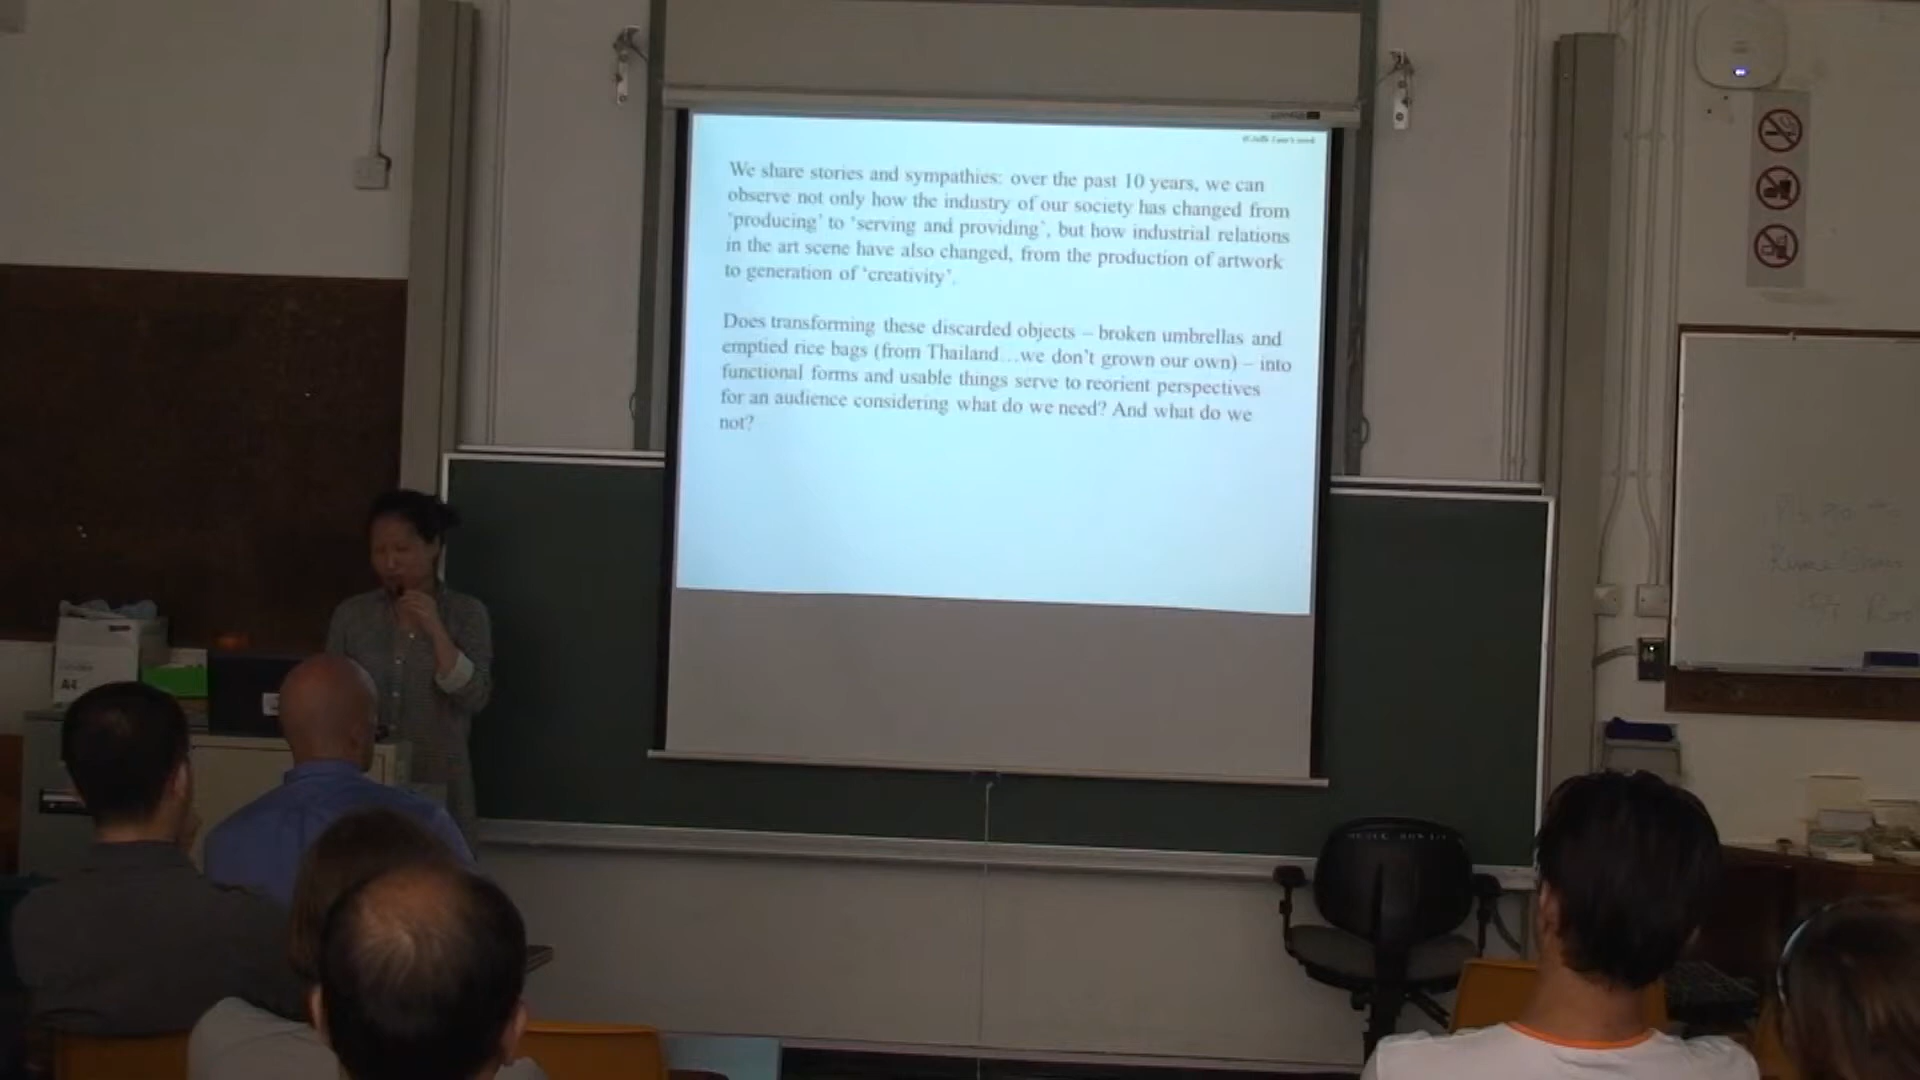 We share stories and sympathies: over the past 10 years, we can
observe not only how the industry of our society has changed from
'producing' to 'serving and providing', but how industrial relations
in the art scene have also changed, from the production of artwork
to generation of 'creativity'.
Does transforming these discarded objects – broken umbrellas and
emptied rice bags (from Thailand…we don't grown our own) – into
functional forms and usable things serve to reorient perspectives
for an audience considering what do we need? And what do we
not?
A4